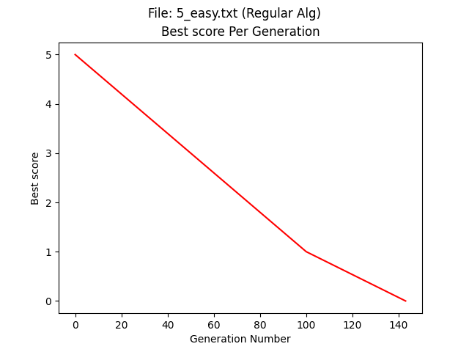 File: 5_easy.txt (Regular Alg)
Best score Per Generation
5
4
3
2
1
0
Best score
0 20 40 60 80 100 120 140
Generation Number